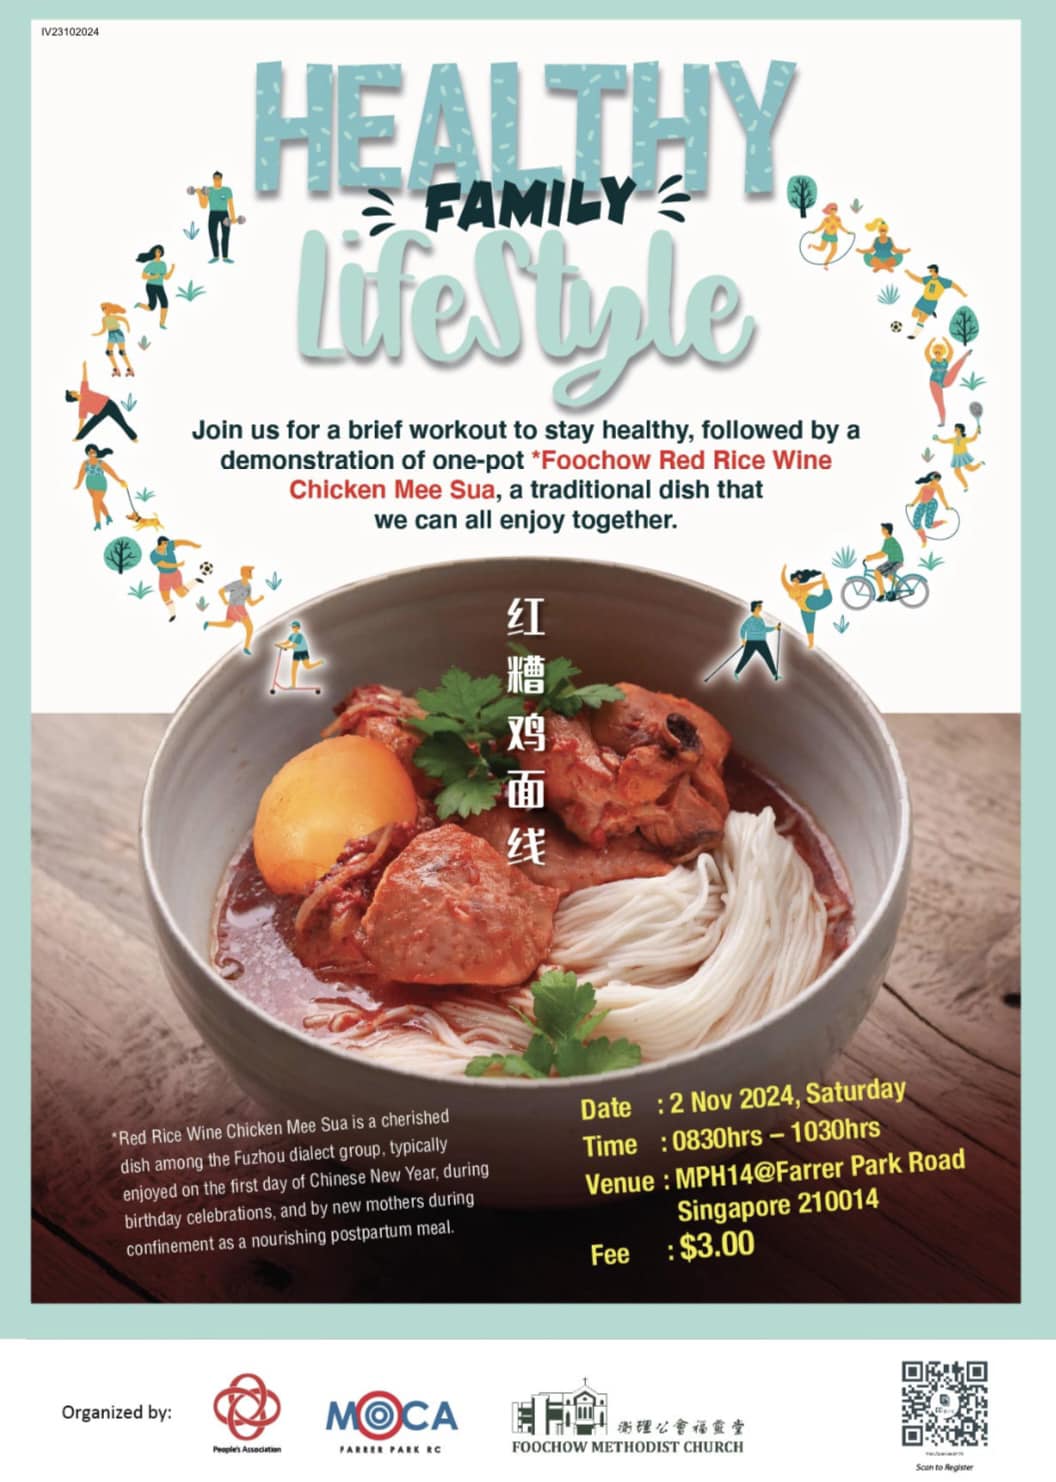 IV23102024
HEALTHY
FAMILY
LifeStyle
Join us for a brief workout to stay healthy, followed by a
demonstration of one-pot *Foochow Red Rice Wine
Chicken Mee Sua, a traditional dish that
we can all enjoy together.
红
糟
鸡
面
线
*Red Rice Wine Chicken Mee Sua is a cherished
dish among the Fuzhou dialect group, typically
enjoyed on the first day of Chinese New Year, during
birthday celebrations, and by new mothers during
confinement as a nourishing postpartum meal.
Date : 2 Nov 2024, Saturday
Time : 0830hrs – 1030hrs
Venue : MPH14@Farrer Park Road
Singapore 210014
Fee : $3.00
Organized by:
People's Association
MOCA
FARRER PARK RC
衛理公會福靈堂
FOOCHOW METHODIST CHURCH
Scan to Register